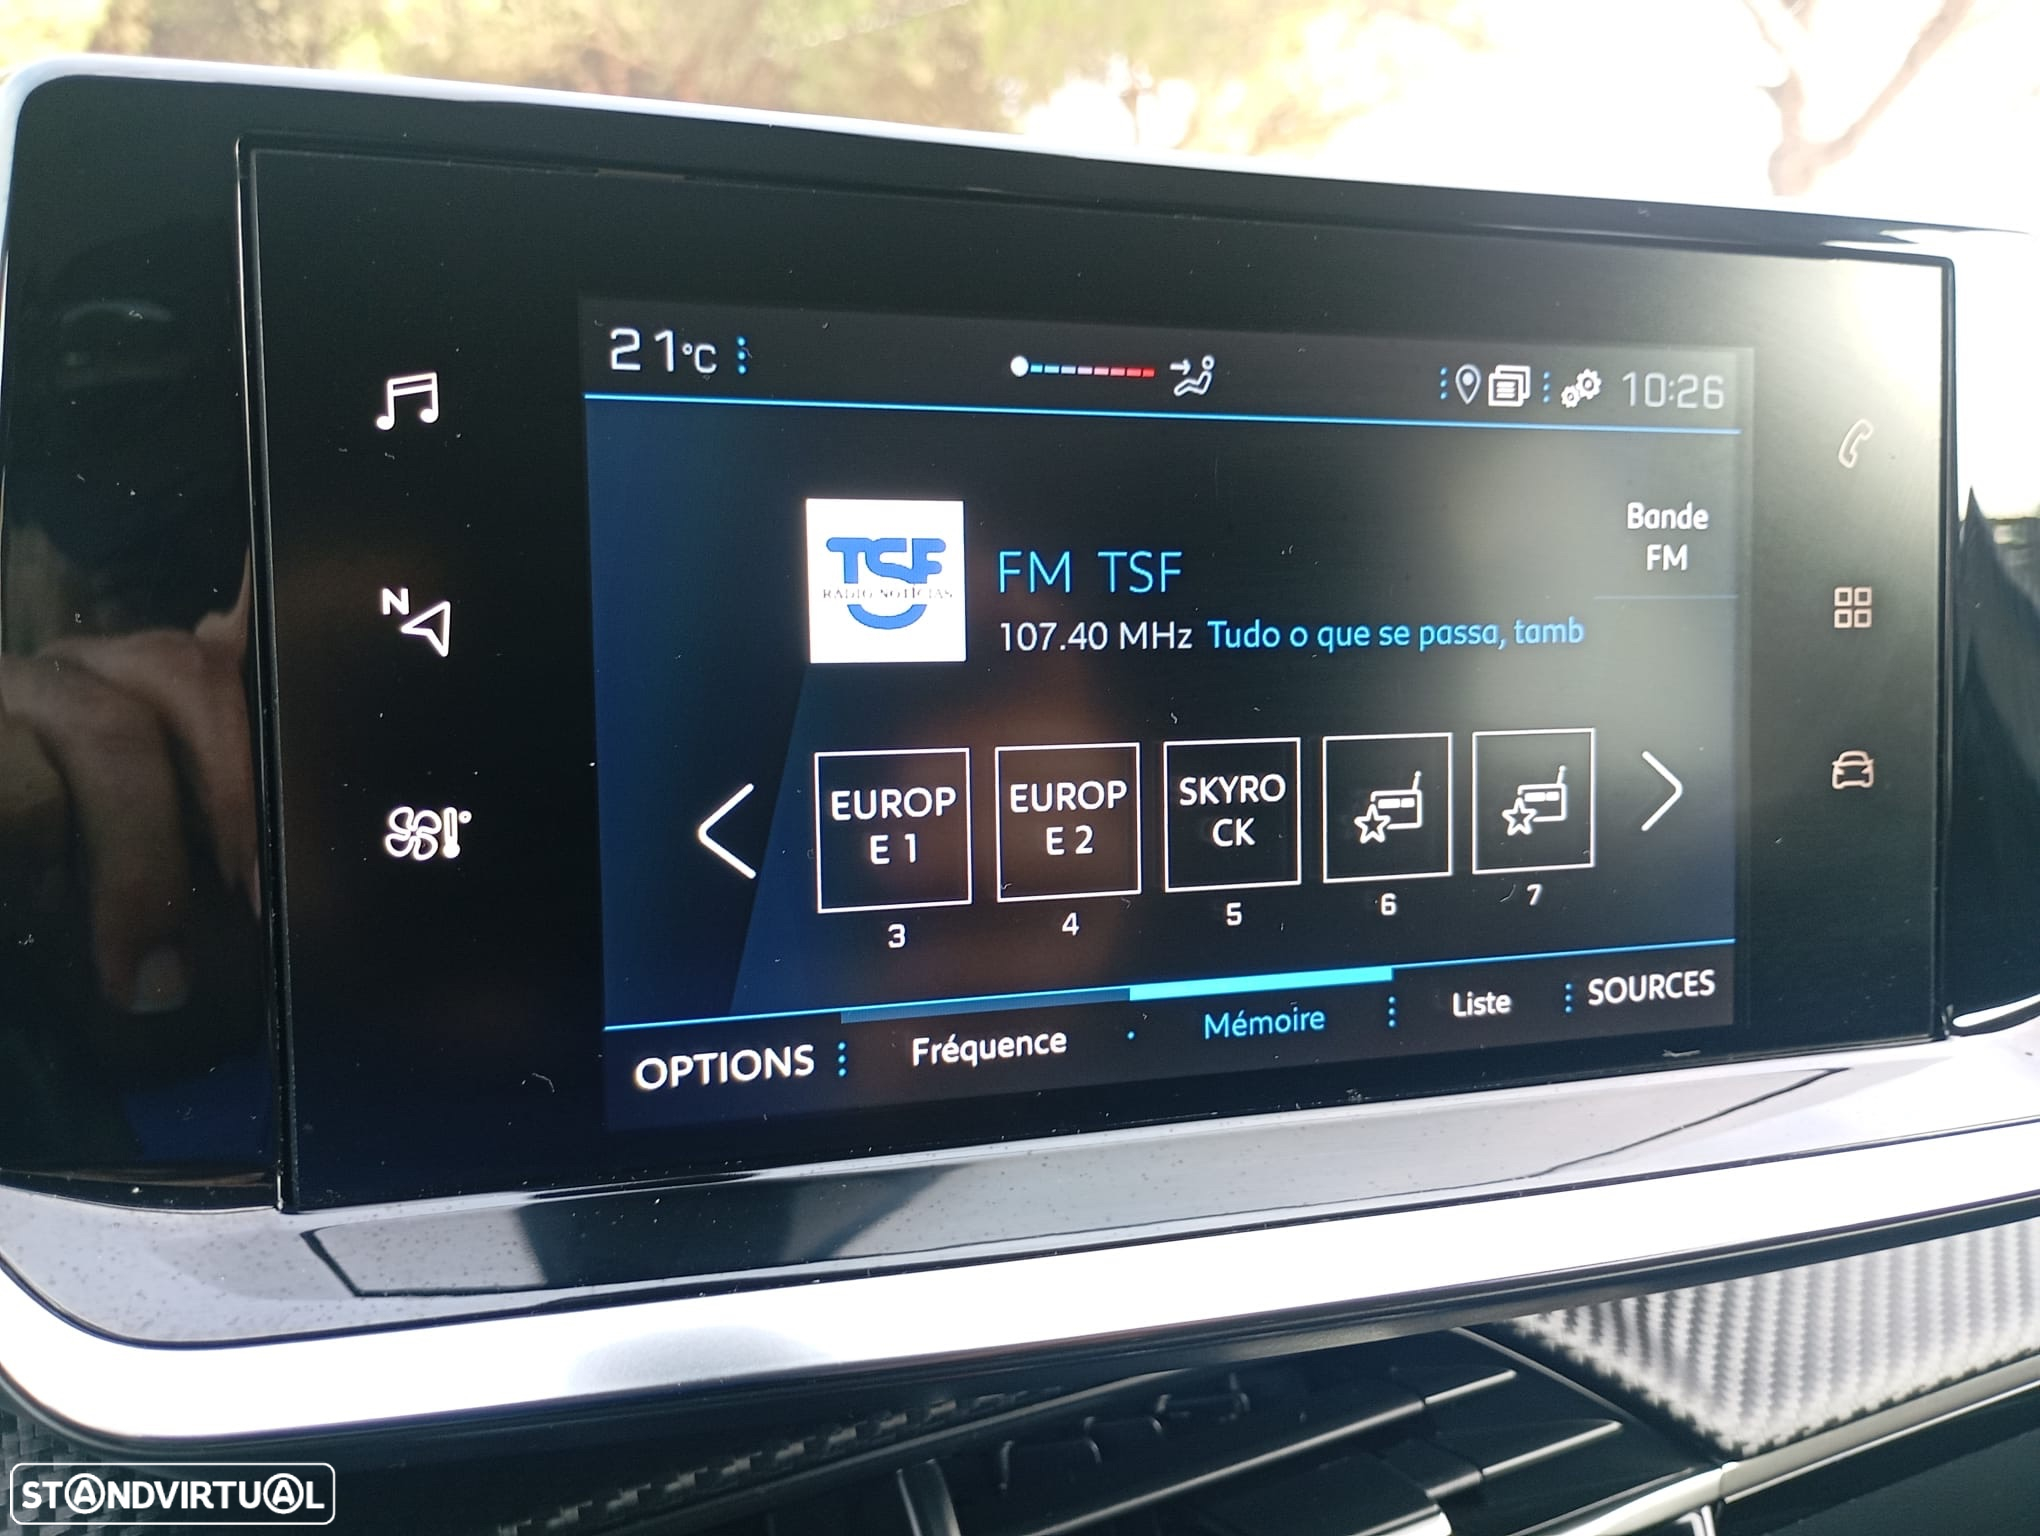 21°C
10:26
N
TSF
RÁDIO NOTÍCIAS
FM TSF
107.40 MHz Tudo o que se passa, tamb
Bande
FM
EUROP
E 1
EUROP
E 2
SKYRO
CK
3
4
5
6
7
OPTIONS
Fréquence
Mémoire
Liste
SOURCES
STANDVIRTUAL